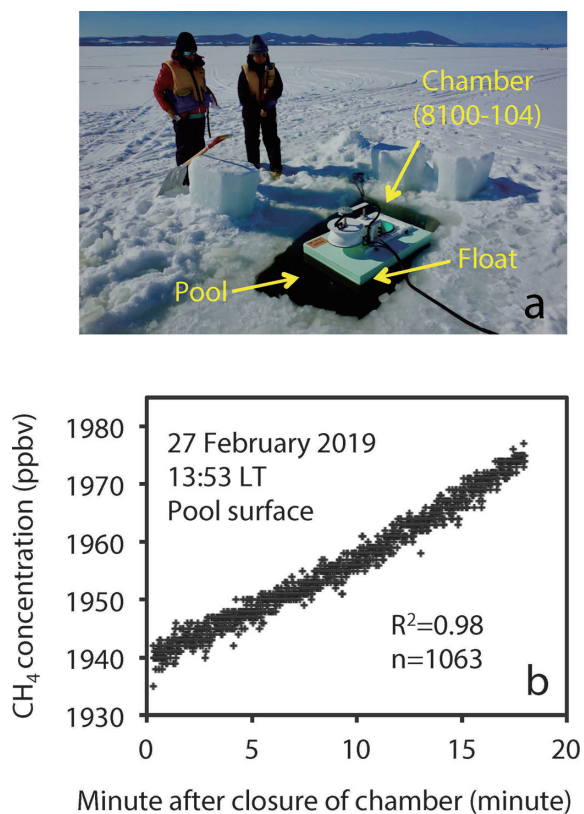 Chamber
(8100-104)
Pool
Float
a
CH₄ concentration (ppbv)
1980
1970
1960
1950
1940
1930
27 February 2019
13:53 LT
Pool surface
R²=0.98
n=1063
b
0 5 10 15 20
Minute after closure of chamber (minute)